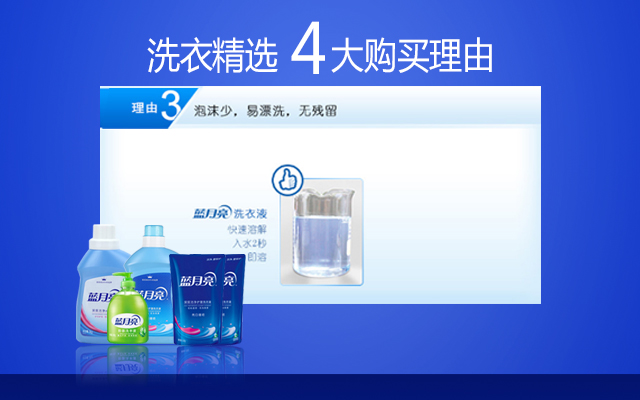 洗衣精选 4大购买理由
理由3 泡沫少，易漂洗，无残留
蓝月亮 洗衣液
快速溶解
入水2秒
即溶
蓝月亮
蓝月亮
蓝月亮